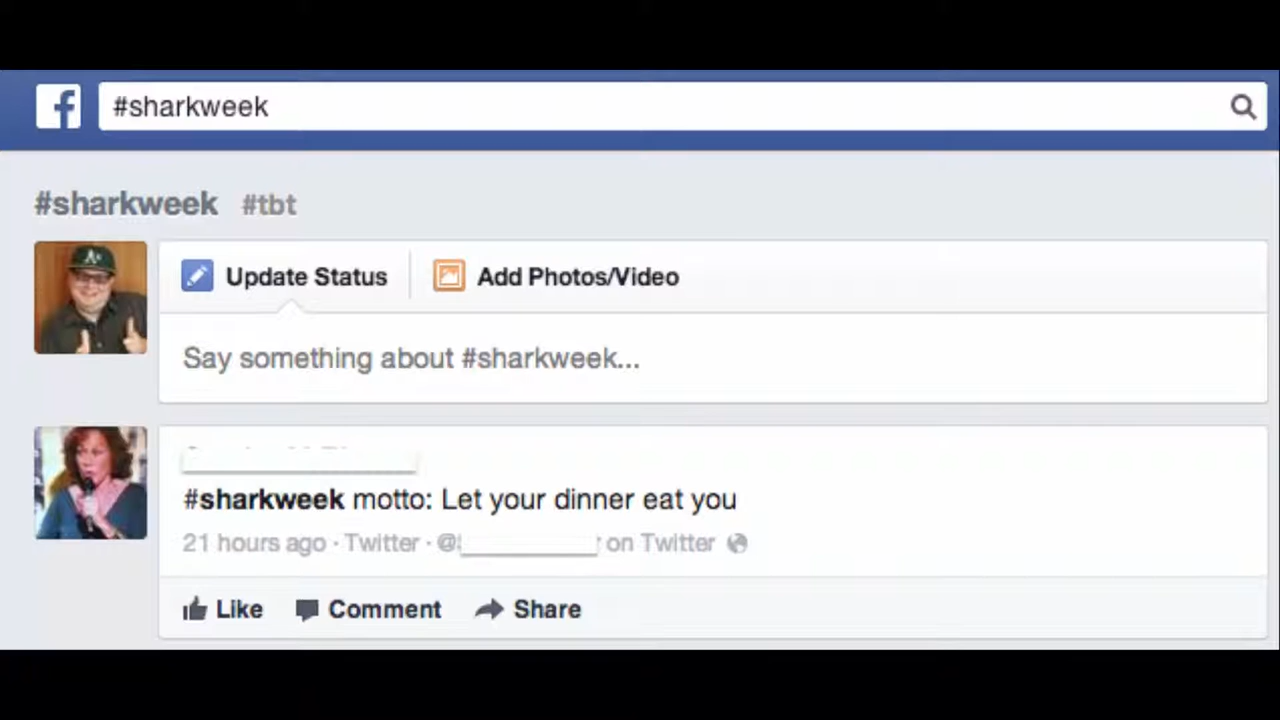 #sharkweek
#sharkweek #tbt
Update Status Add Photos/Video
Say something about #sharkweek...
#sharkweek motto: Let your dinner eat you
21 hours ago · Twitter · @ on Twitter
Like Comment Share